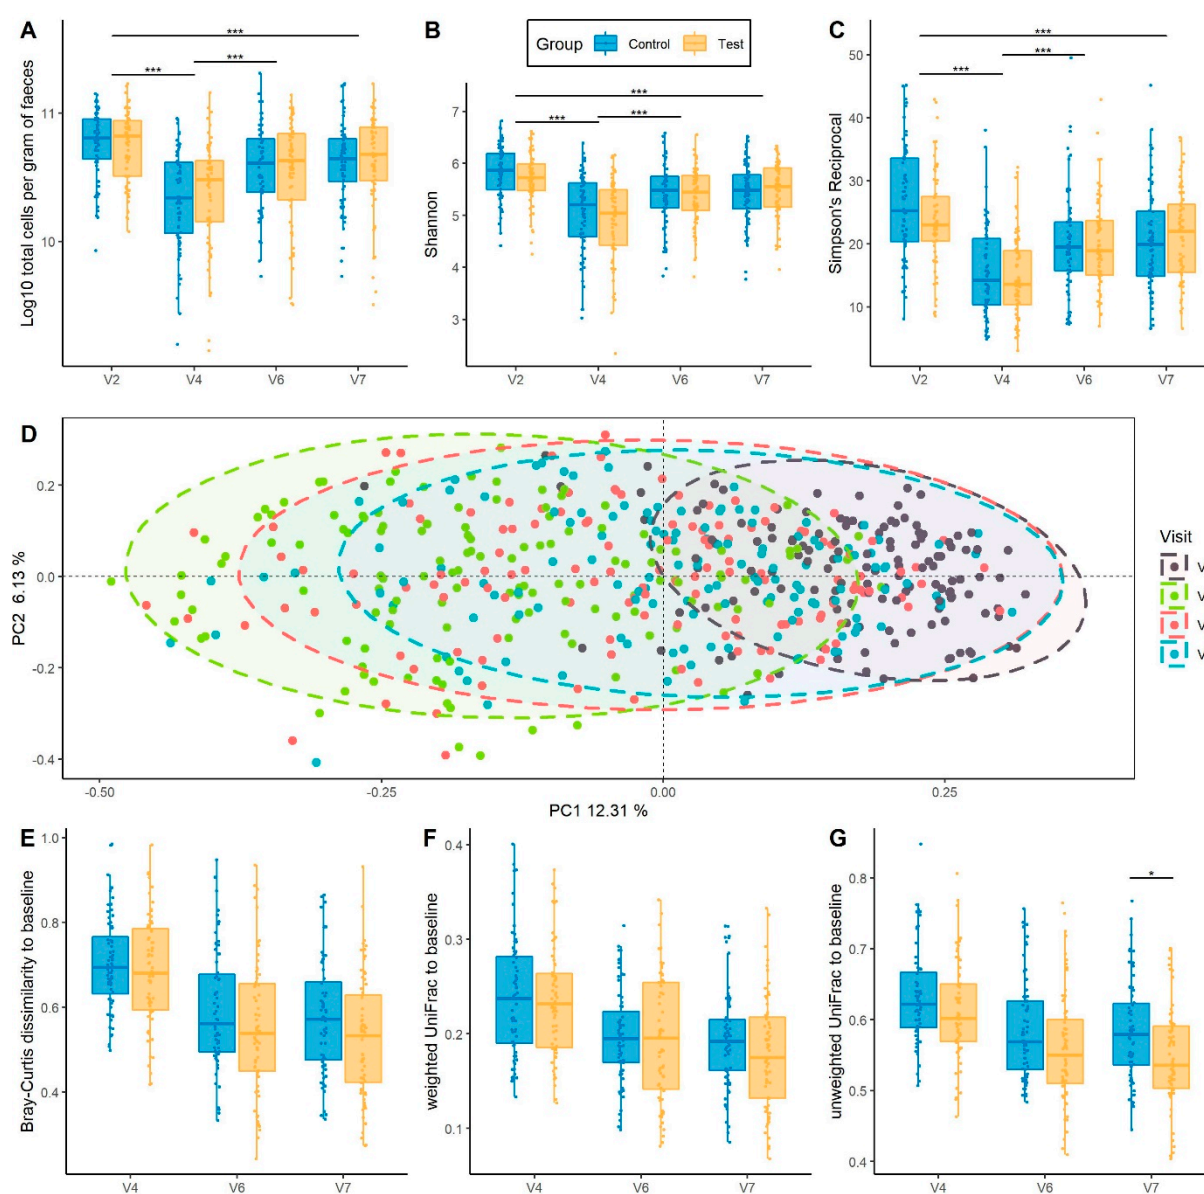 A
Log10 total cells per gram of faeces
11
10
***
***
***
V2 V4 V6 V7
B
Group Control Test
Shannon
7
6
5
4
3
***
***
***
V2 V4 V6 V7
C
Simpson's Reciprocal
50
40
30
20
10
***
***
***
V2 V4 V6 V7
D
PC2 6.13 %
0.2
0.0
-0.2
-0.4
-0.50 -0.25 0.00 0.25
PC1 12.31 %
Visit
V
V
V
V
E
Bray-Curtis dissimilarity to baseline
1.0
0.8
0.6
0.4
V4 V6 V7
F
weighted UniFrac to baseline
0.4
0.3
0.2
0.1
V4 V6 V7
G
unweighted UniFrac to baseline
0.8
0.7
0.6
0.5
0.4
*
V4 V6 V7